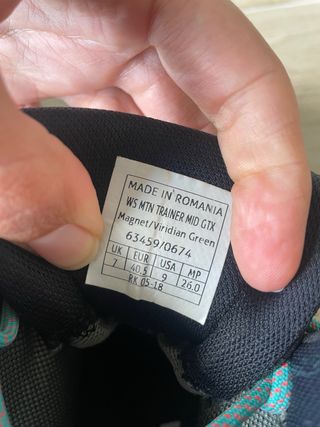 MADE IN ROMANIA
WS MTN TRAINER MID GTX
Magnet/Viridian Green
63459/0674
UK EUR USA MP
7 40.5 9 26.0
RK 05-18